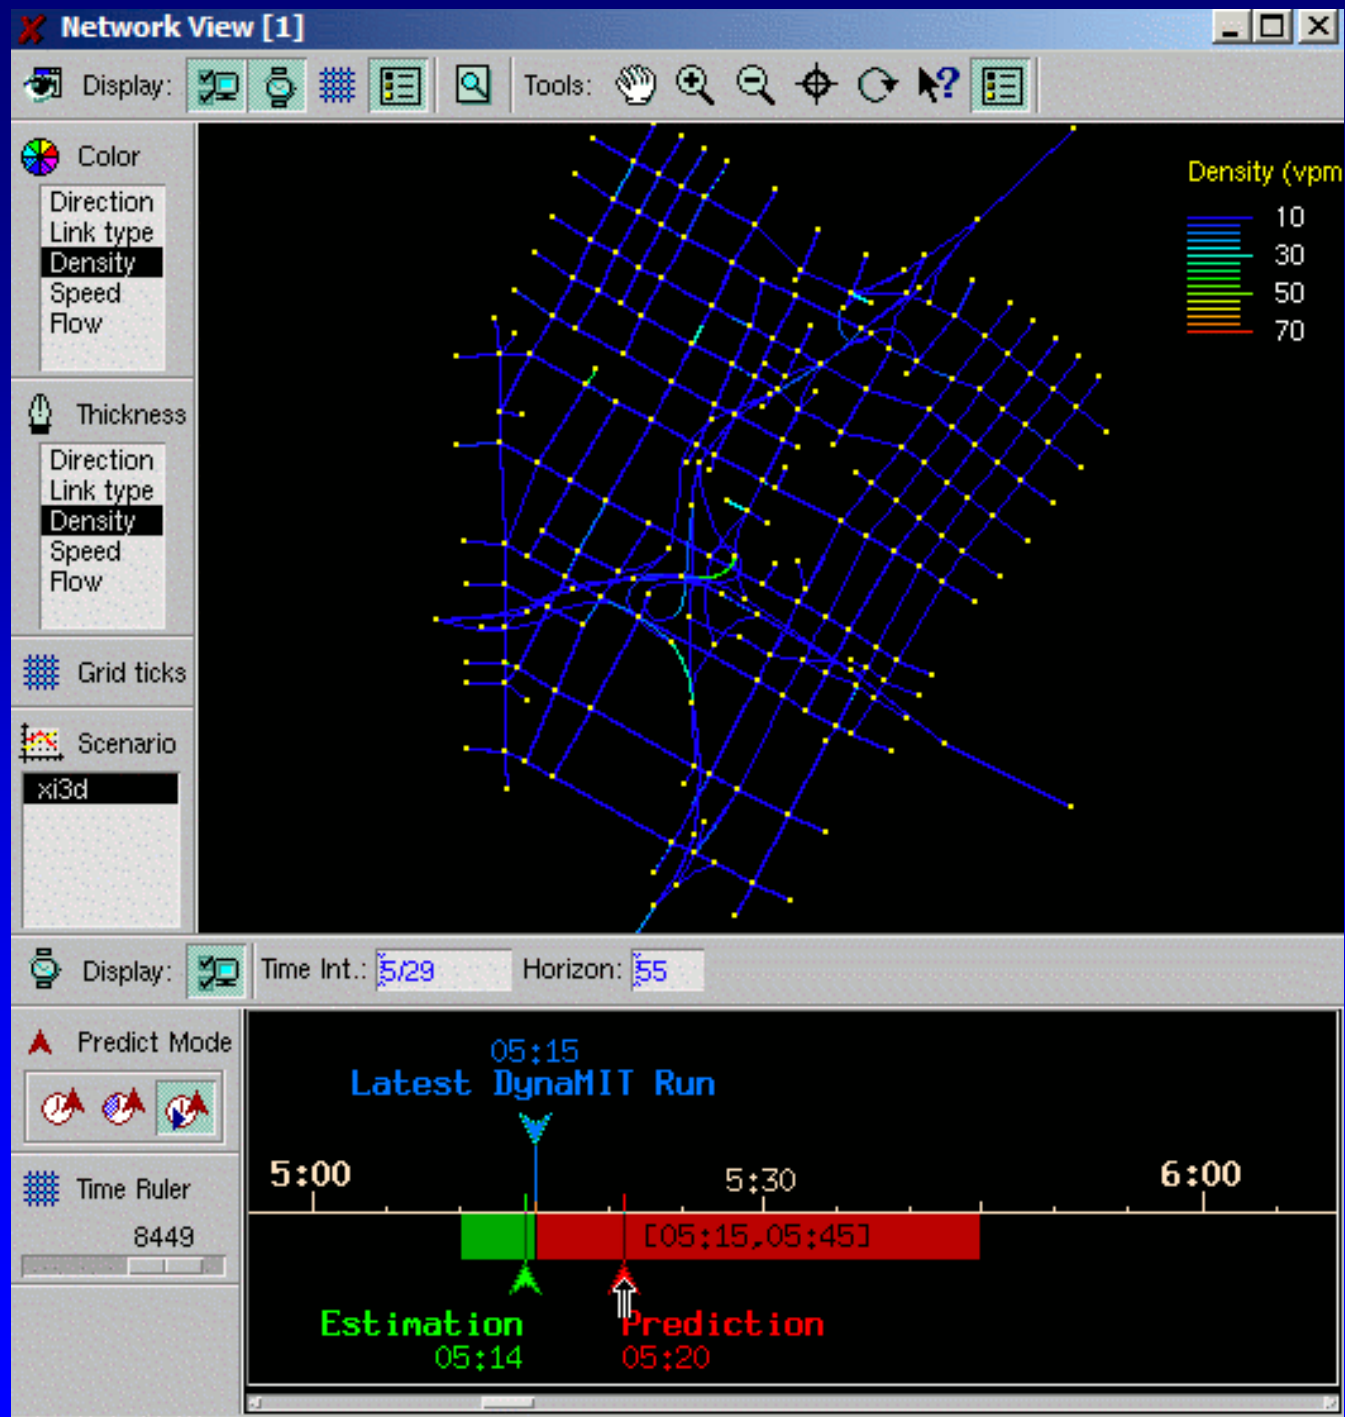 Network View [1]
Display:
Tools:
Color
Direction
Link type
Density
Speed
Flow
Density (vpm
10
30
50
70
Thickness
Direction
Link type
Density
Speed
Flow
Grid ticks
Scenario
xi3d
Display:
Time Int.: 5/29
Horizon: 55
Predict Mode
Time Ruler
8449
05:15
Latest DynaMIT Run
5:00
5:30
6:00
[05:15,05:45]
Estimation
05:14
Prediction
05:20